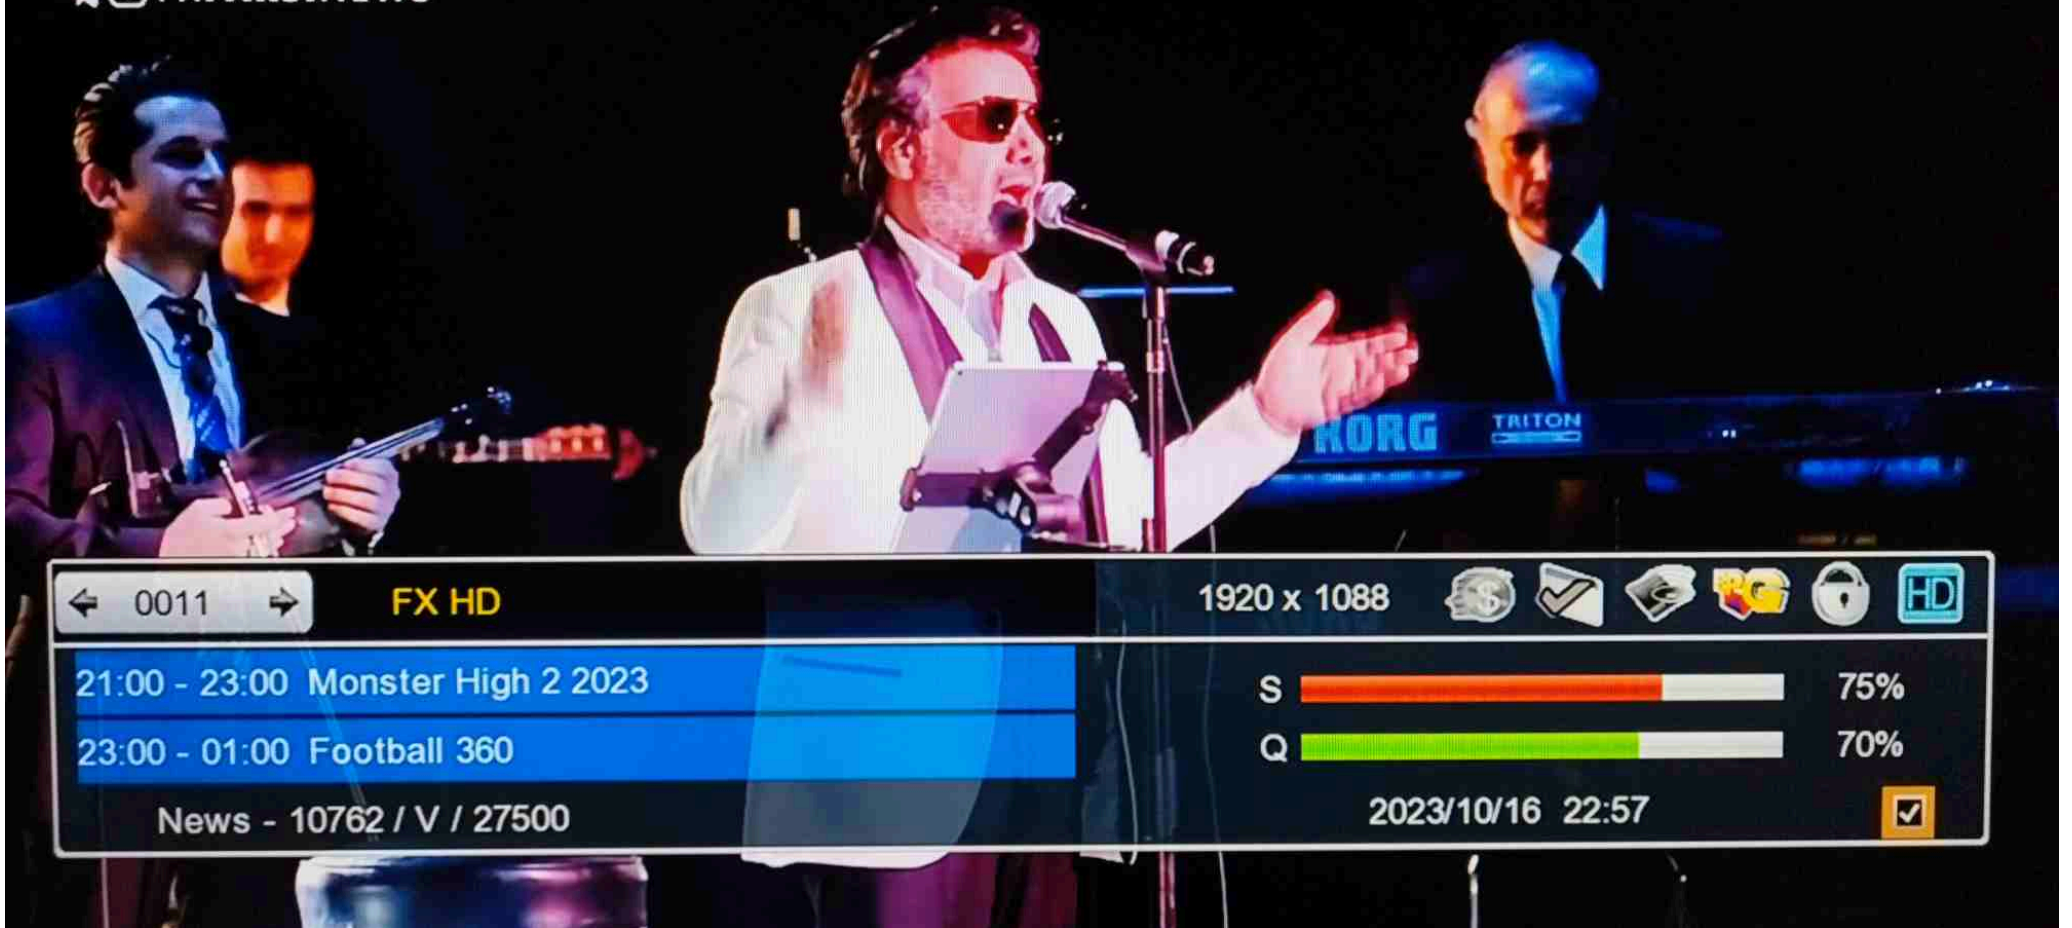 KORG
TRITON
0011
FX HD
1920 x 1088
$
G
HD
21:00 - 23:00 Monster High 2 2023
S
75%
23:00 - 01:00 Football 360
Q
70%
News - 10762 / V / 27500
2023/10/16 22:57